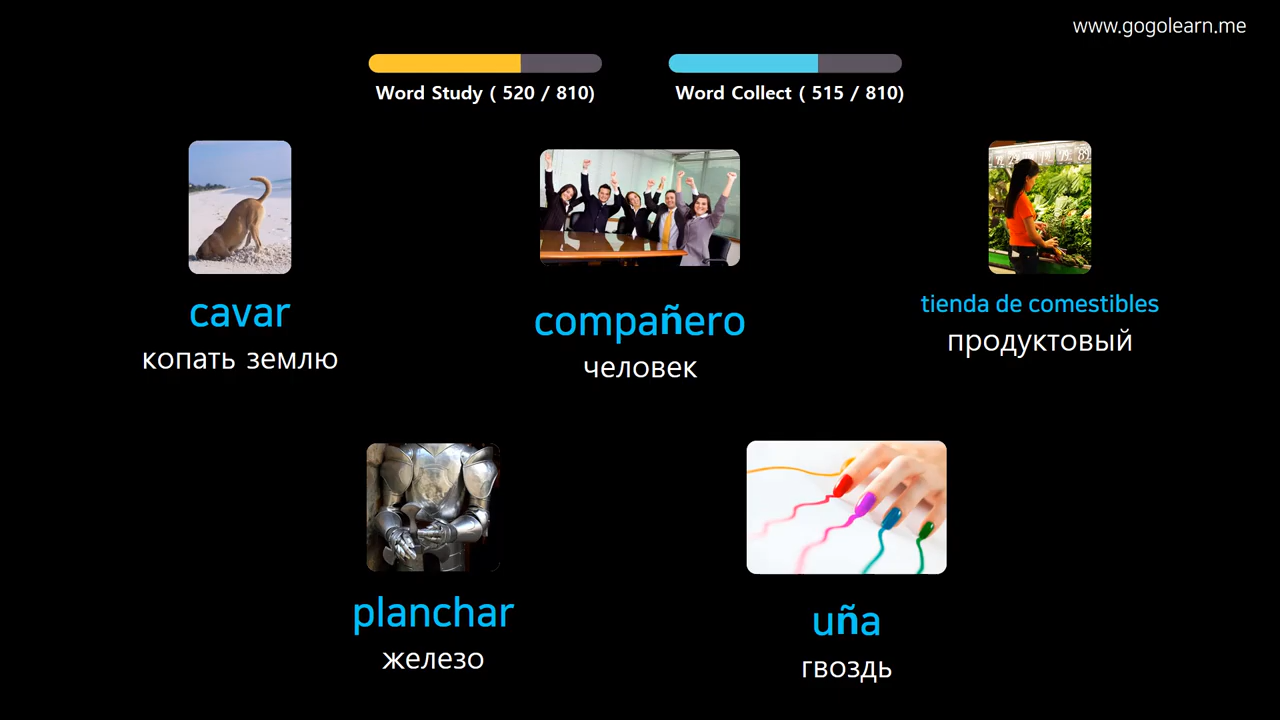 www.gogolearn.me
Word Study ( 520 / 810)
Word Collect ( 515 / 810)
cavar
копать землю
compañero
человек
tienda de comestibles
продуктовый
planchar
железо
uña
гвоздь